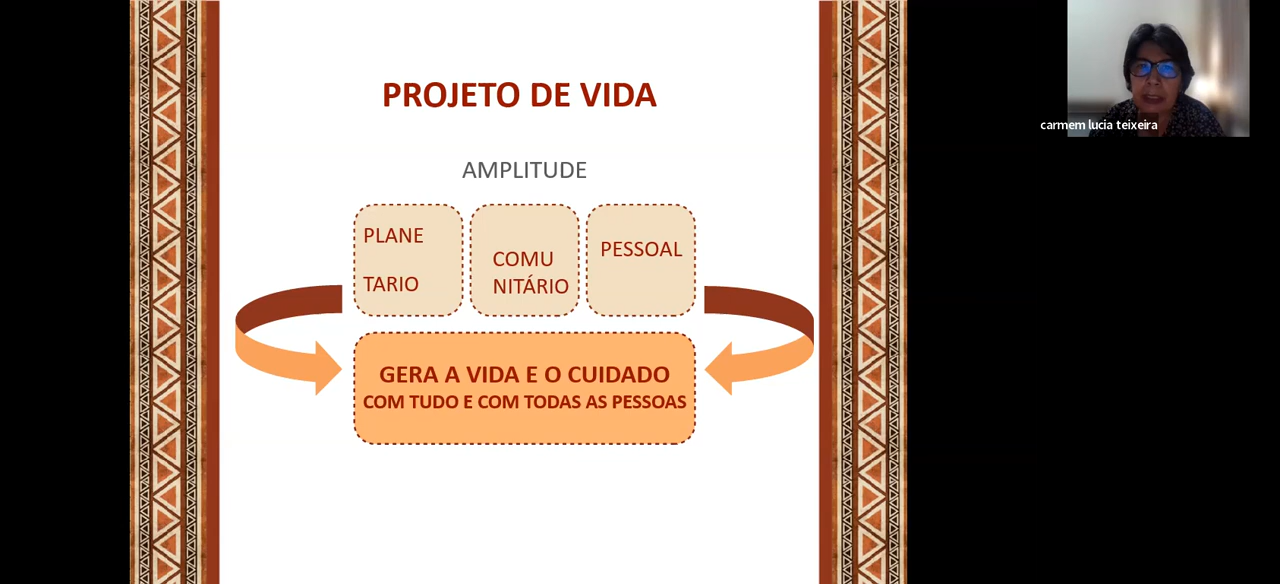 PROJETO DE VIDA
AMPLITUDE
PLANE
TARIO
COMU
NITÁRIO
PESSOAL
GERA A VIDA E O CUIDADO
COM TUDO E COM TODAS AS PESSOAS
carmem lucia teixeira